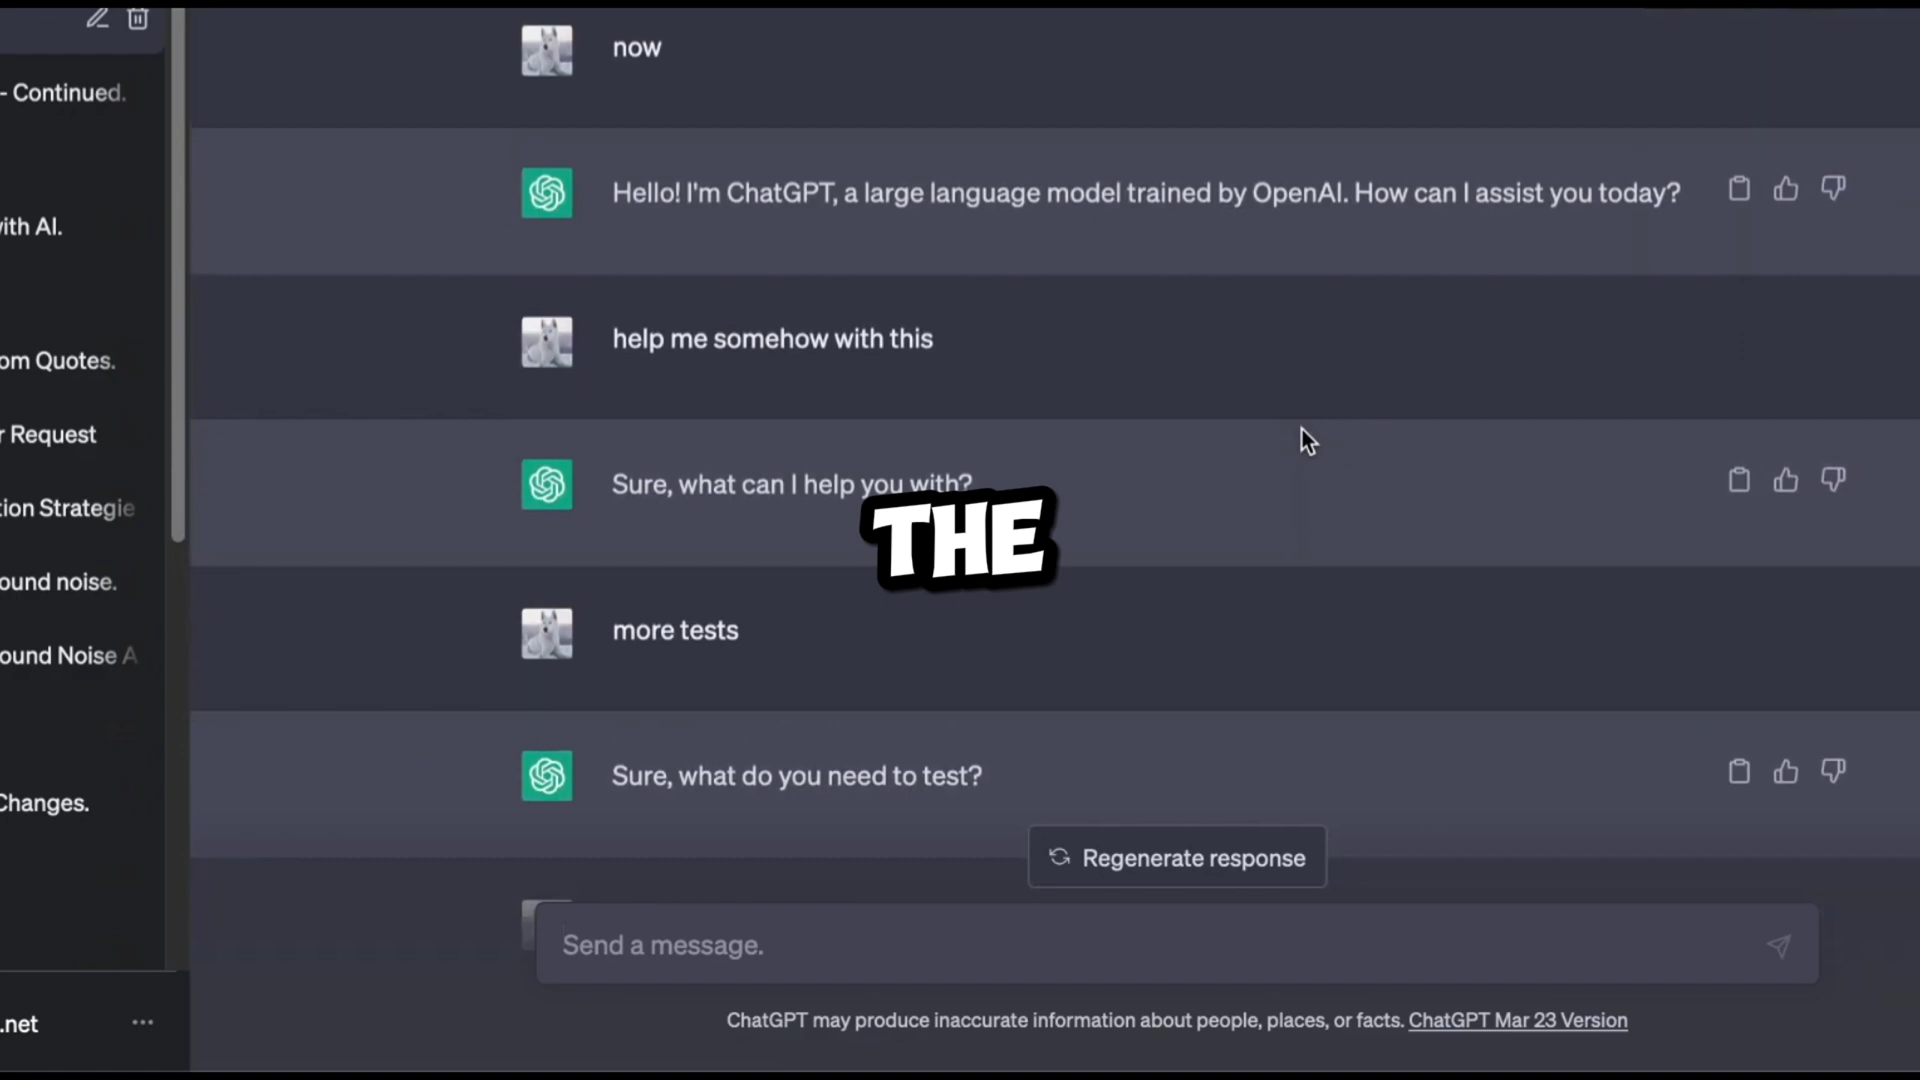 - Continued.
ith AI.
om Quotes.
r Request
ion Strategie
ound noise.
ound Noise A
Changes.
.net
now
Hello! I'm ChatGPT, a large language model trained by OpenAI. How can I assist you today?
help me somehow with this
Sure, what can I help you with?
THE
more tests
Sure, what do you need to test?
Regenerate response
Send a message.
ChatGPT may produce inaccurate information about people, places, or facts. ChatGPT Mar 23 Version